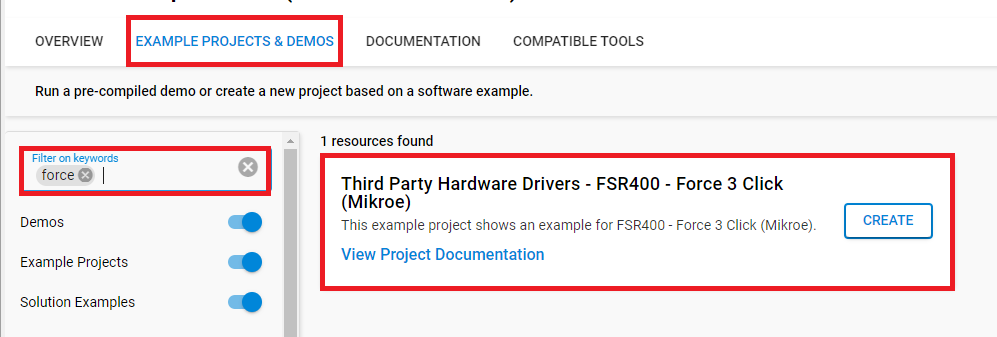 OVERVIEW
EXAMPLE PROJECTS & DEMOS
DOCUMENTATION
COMPATIBLE TOOLS
Run a pre-compiled demo or create a new project based on a software example.
Filter on keywords
force
Demos
Example Projects
Solution Examples
1 resources found
Third Party Hardware Drivers - FSR400 - Force 3 Click
(Mikroe)
This example project shows an example for FSR400 - Force 3 Click (Mikroe).
View Project Documentation
CREATE